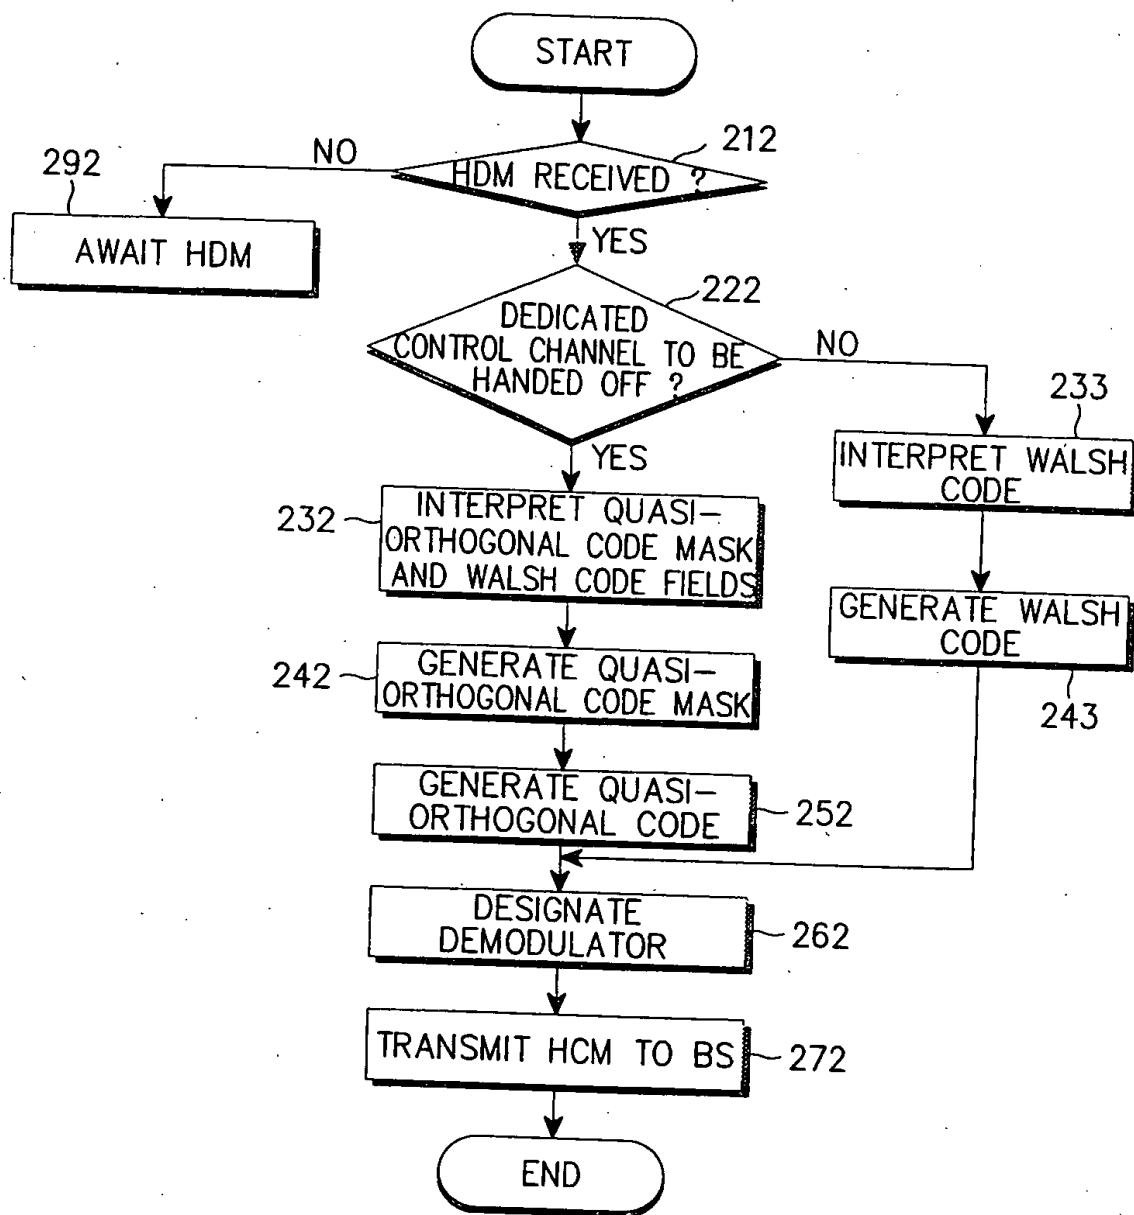 START
212
HDM RECEIVED ?
NO
292
AWAIT HDM
YES
222
DEDICATED
CONTROL CHANNEL TO BE
HANDED OFF ?
NO
233
INTERPRET WALSH
CODE
YES
232
INTERPRET QUASI-
ORTHOGONAL CODE MASK
AND WALSH CODE FIELDS
GENERATE WALSH
CODE
243
242
GENERATE QUASI-
ORTHOGONAL CODE MASK
GENERATE QUASI-
ORTHOGONAL CODE
252
DESIGNATE
DEMODULATOR
262
TRANSMIT HCM TO BS
272
END